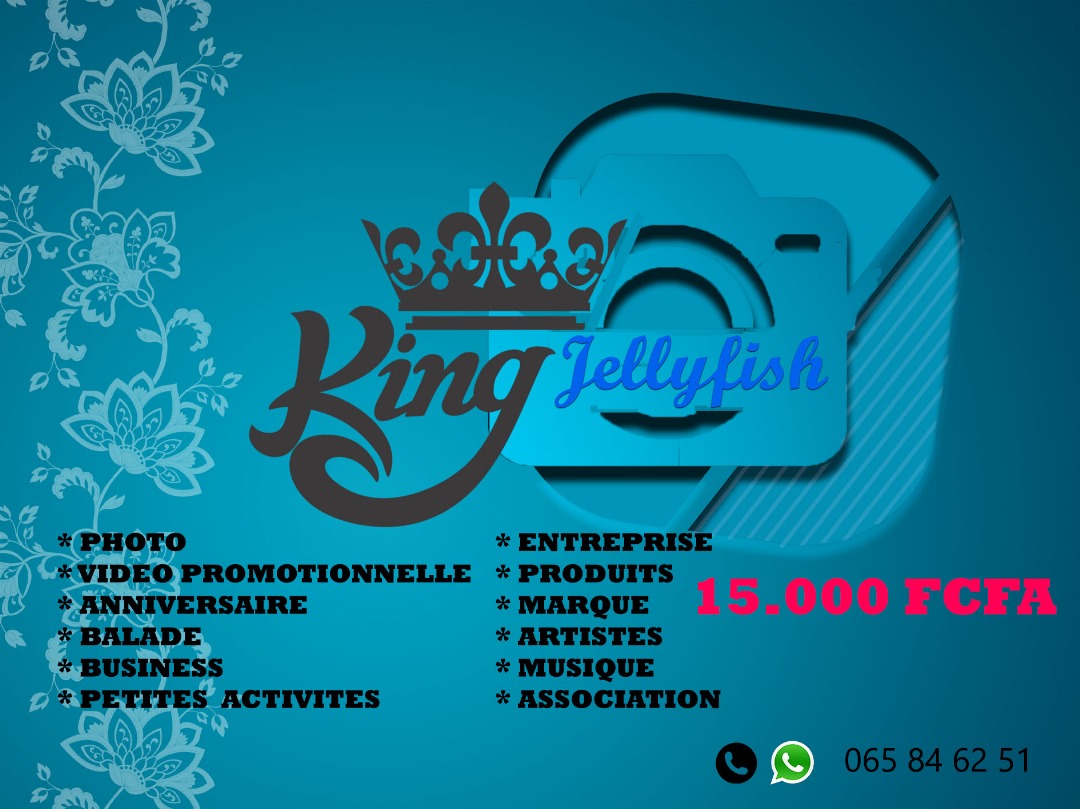 King Jellyfish
* PHOTO
* VIDEO PROMOTIONNELLE
* ANNIVERSAIRE
* BALADE
* BUSINESS
* PETITES ACTIVITES
* ENTREPRISE
* PRODUITS
* MARQUE
* ARTISTES
* MUSIQUE
* ASSOCIATION
15.000 FCFA
065 84 62 51